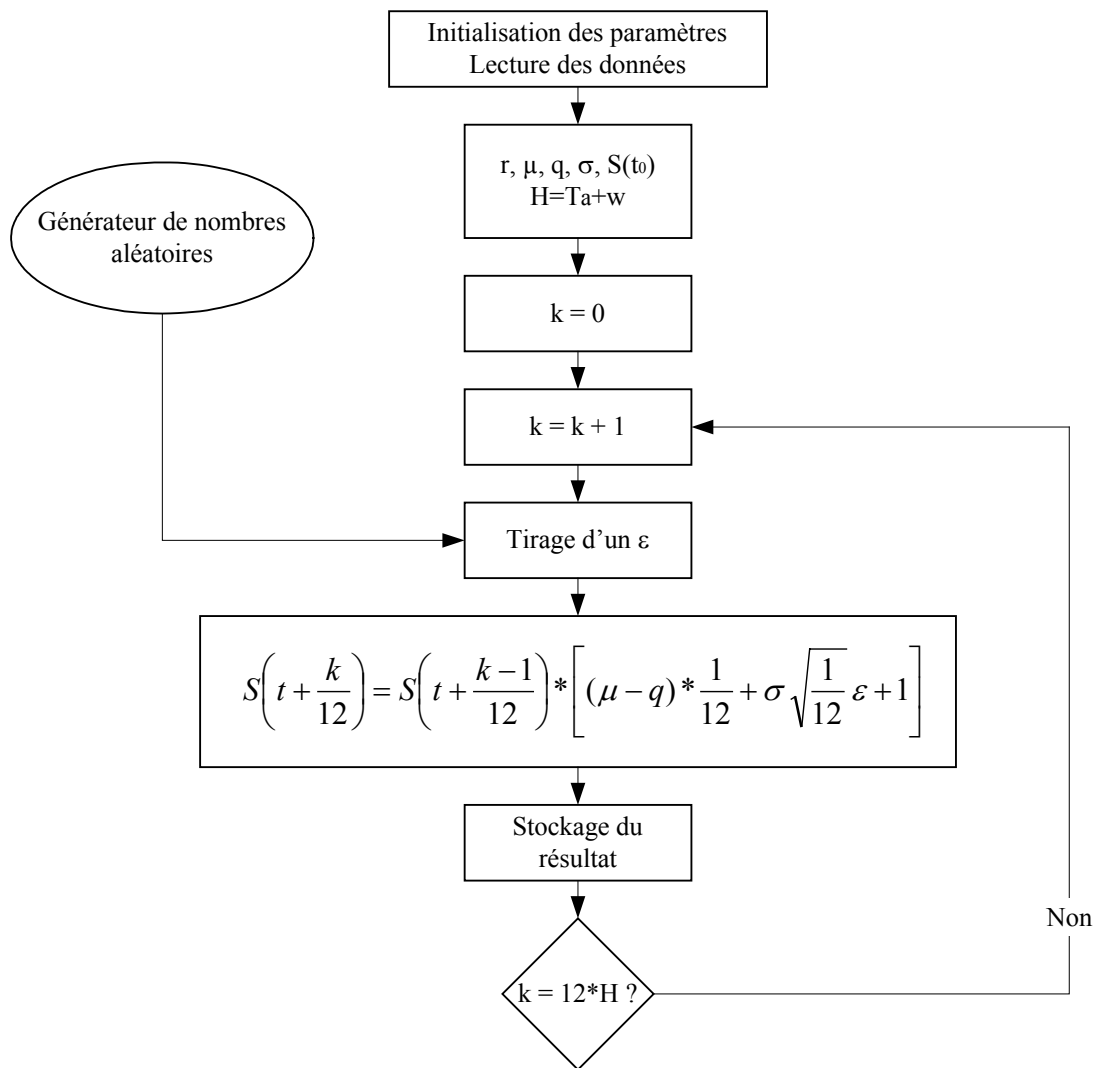 Initialisation des paramètres
Lecture des données
r, µ, q, σ, S(t₀)
H=Ta+w
Générateur de nombres
aléatoires
k = 0
k = k + 1
Tirage d’un ε
S(t + k/12) = S(t + (k−1)/12) * [(μ − q) * 1/12 + σ √(1/12) ε + 1]
Stockage du
résultat
Non
k = 12*H ?